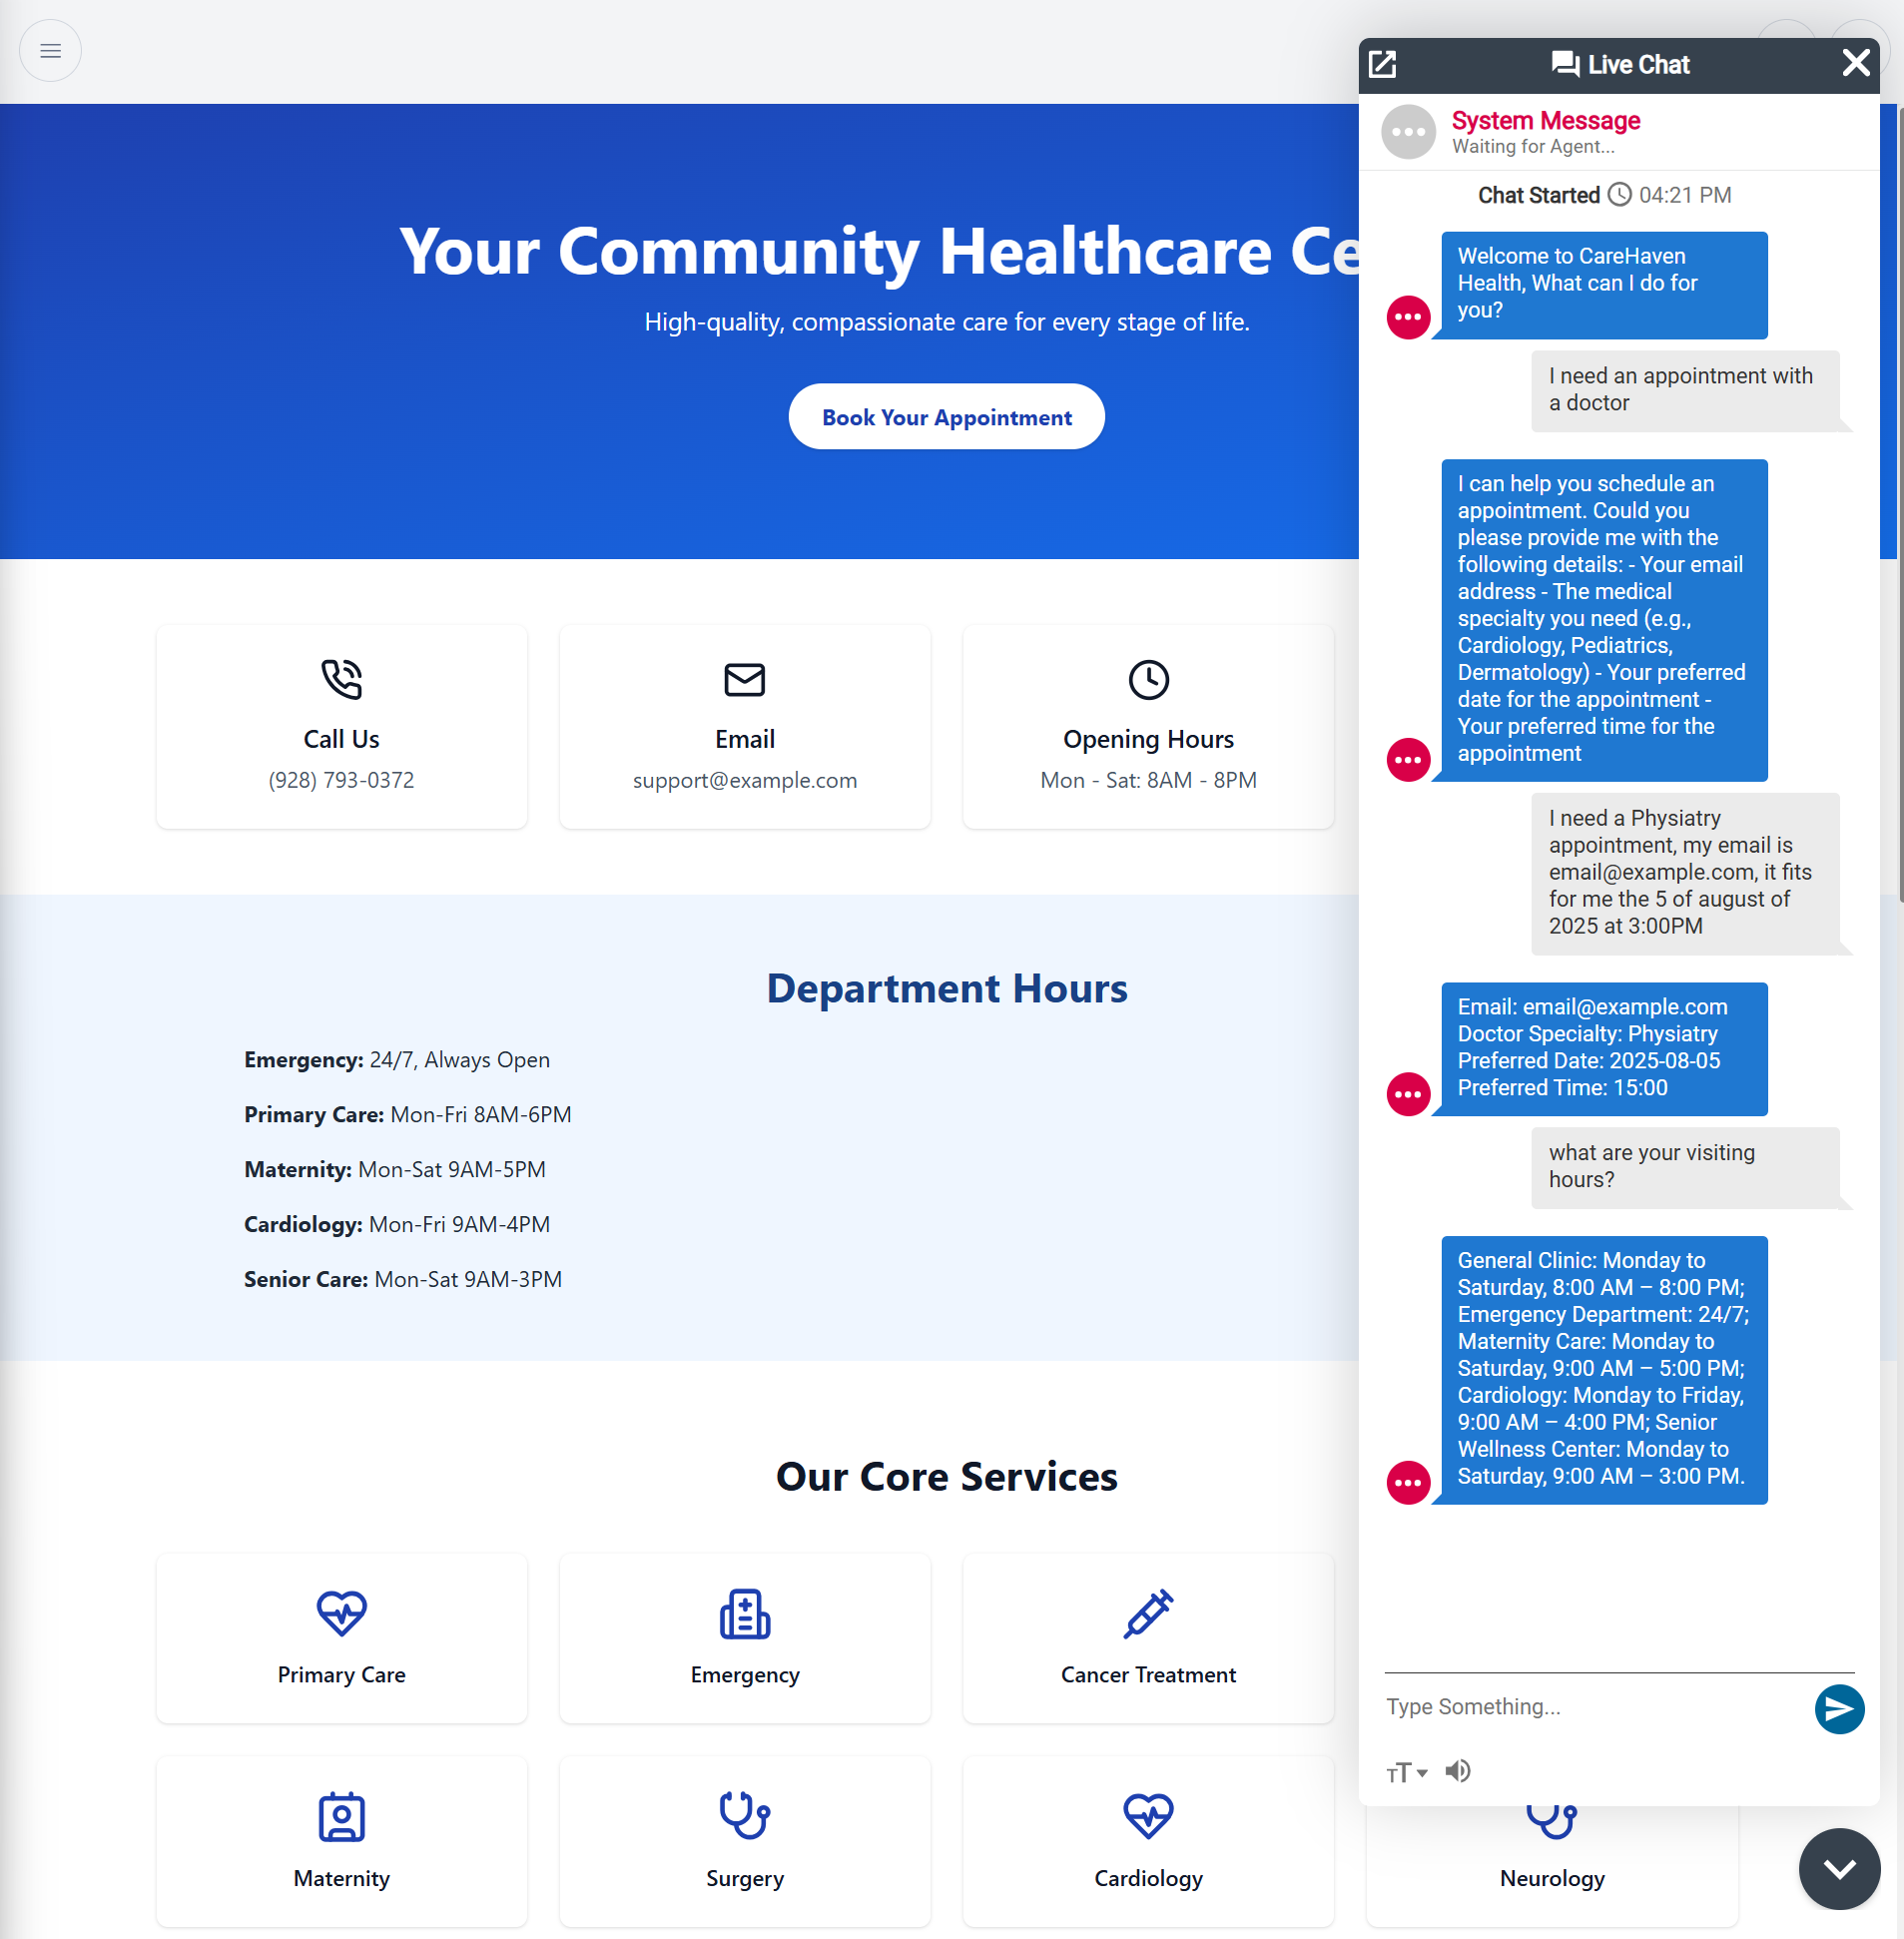 Your Community Healthcare Ce
High-quality, compassionate care for every stage of life.
Book Your Appointment
Call Us
(928) 793-0372
Email
support@example.com
Opening Hours
Mon - Sat: 8AM - 8PM
Department Hours
Emergency: 24/7, Always Open
Primary Care: Mon-Fri 8AM-6PM
Maternity: Mon-Sat 9AM-5PM
Cardiology: Mon-Fri 9AM-4PM
Senior Care: Mon-Sat 9AM-3PM
Our Core Services
Primary Care
Emergency
Cancer Treatment
Maternity
Surgery
Cardiology
Neurology
Live Chat
System Message
Waiting for Agent...
Chat Started 04:21 PM
Welcome to CareHaven
Health, What can I do for
you?
I need an appointment with
a doctor
I can help you schedule an
appointment. Could you
please provide me with the
following details: - Your email
address - The medical
specialty you need (e.g.,
Cardiology, Pediatrics,
Dermatology) - Your preferred
date for the appointment -
Your preferred time for the
appointment
I need a Physiatry
appointment, my email is
email@example.com, it fits
for me the 5 of august of
2025 at 3:00PM
Email: email@example.com
Doctor Specialty: Physiatry
Preferred Date: 2025-08-05
Preferred Time: 15:00
what are your visiting
hours?
General Clinic: Monday to
Saturday, 8:00 AM – 8:00 PM;
Emergency Department: 24/7;
Maternity Care: Monday to
Saturday, 9:00 AM – 5:00 PM;
Cardiology: Monday to Friday,
9:00 AM – 4:00 PM; Senior
Wellness Center: Monday to
Saturday, 9:00 AM – 3:00 PM.
Type Something...
TT